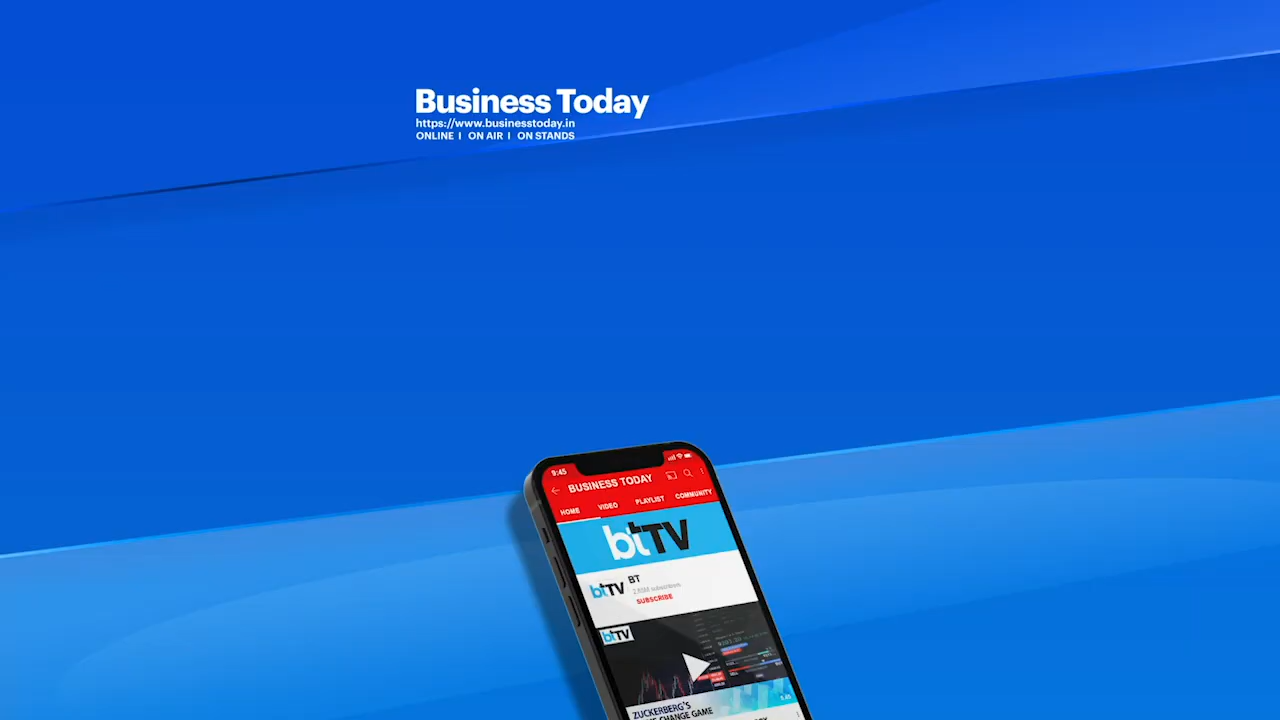 Business Today
https://www.businesstoday.in
ONLINE I ON AIR I ON STANDS
9:45
BUSINESS TODAY
HOME VIDEO PLAYLIST COMMUNITY
btTV
btTV BT
subscribers
SUBSCRIBE
btTV
ZUCKERBERG'S
CHANGE GAME